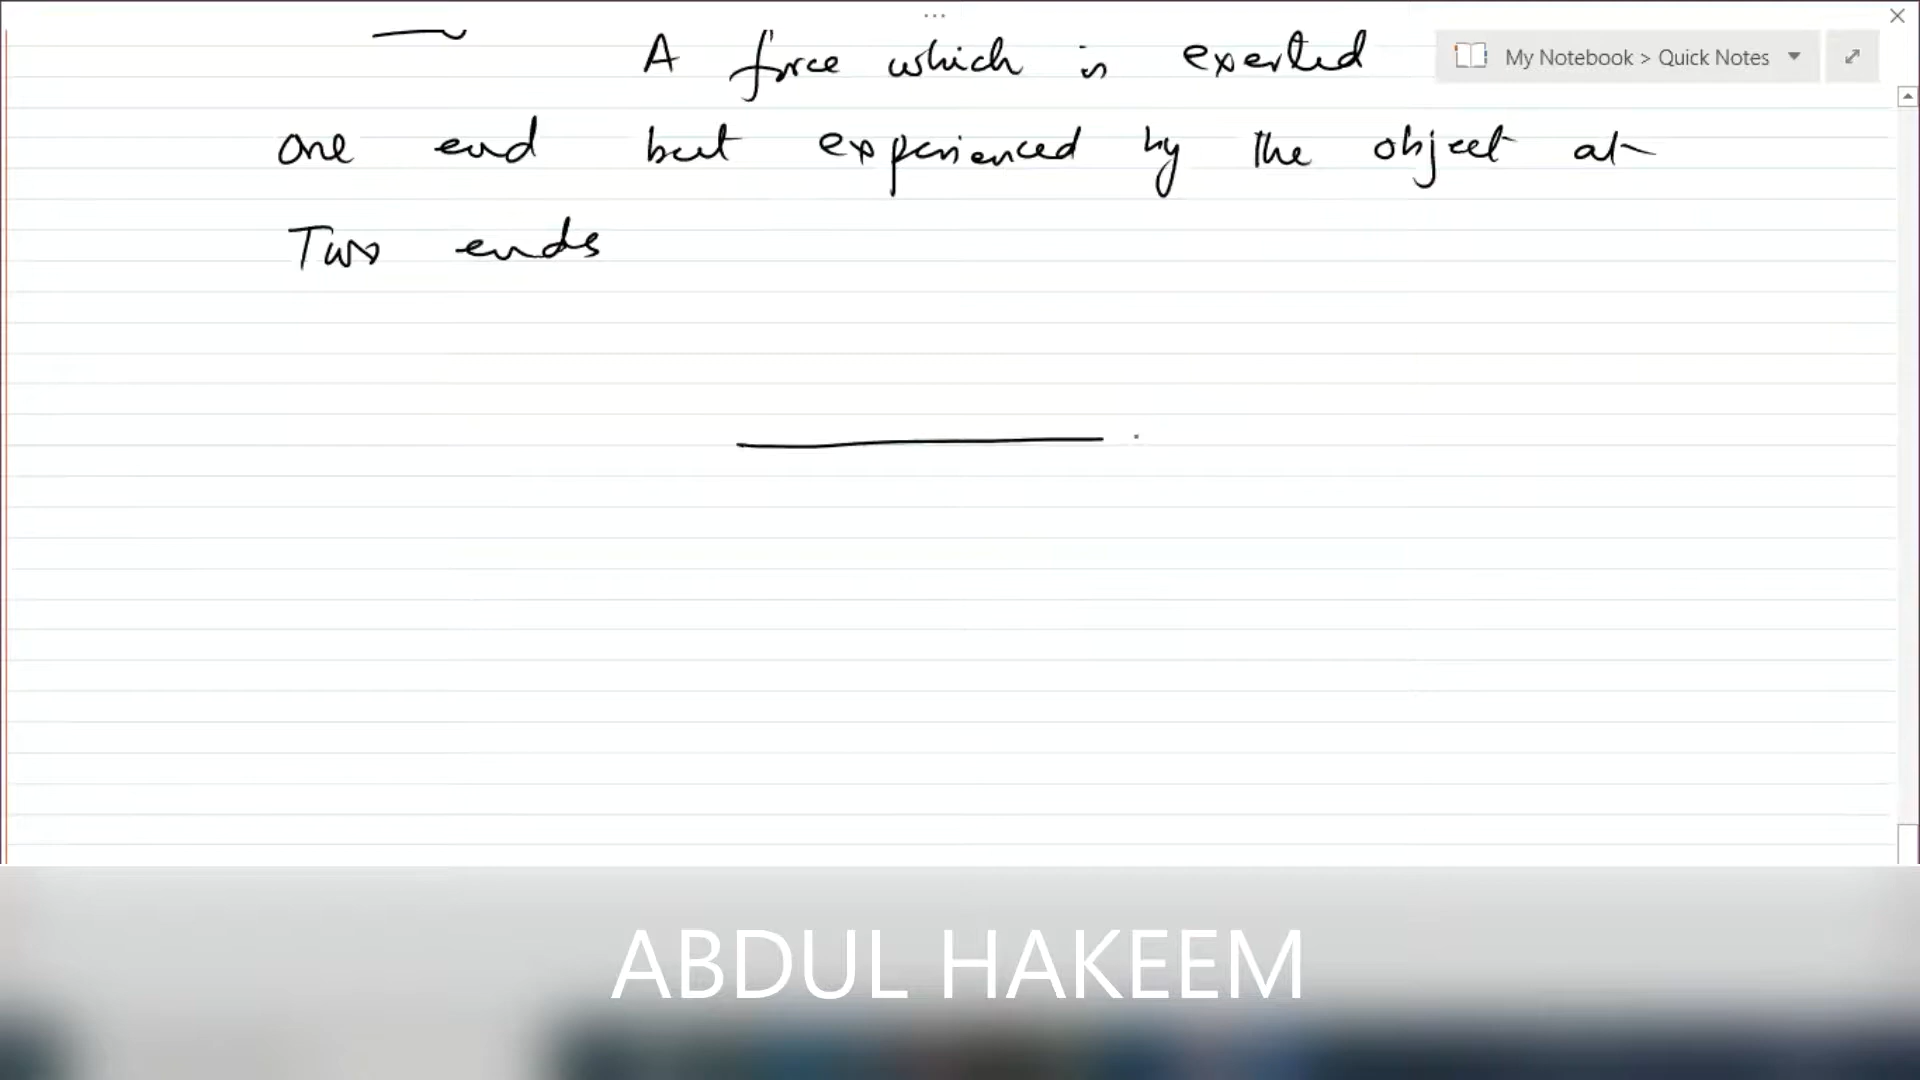 ...
A force which is exerted
My Notebook > Quick Notes
one end but experienced by the object at
Two ends
ABDUL HAKEEM